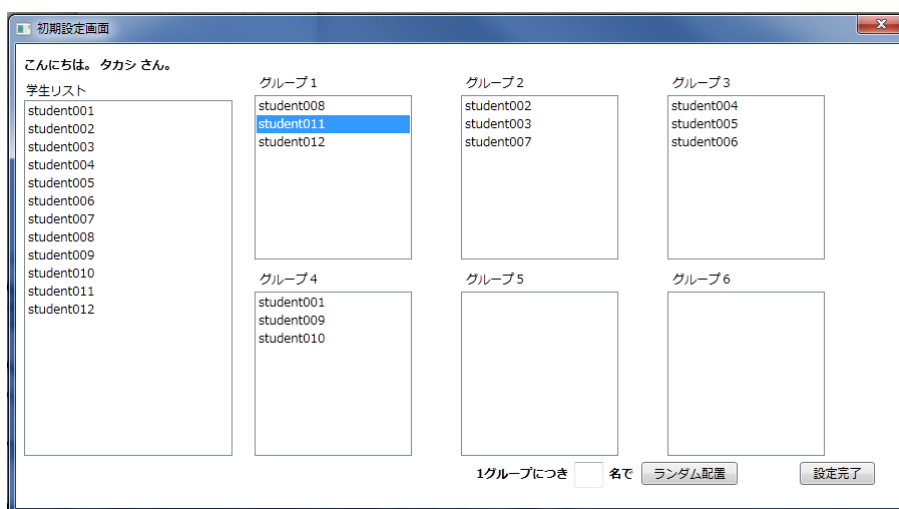 初期設定画面
こんにちは。 タカシ さん。
学生リスト
student001
student002
student003
student004
student005
student006
student007
student008
student009
student010
student011
student012
グループ1
student008
student011
student012
グループ2
student002
student003
student007
グループ3
student004
student005
student006
グループ4
student001
student009
student010
グループ5
グループ6
1グループにつき 名で ランダム配置 設定完了